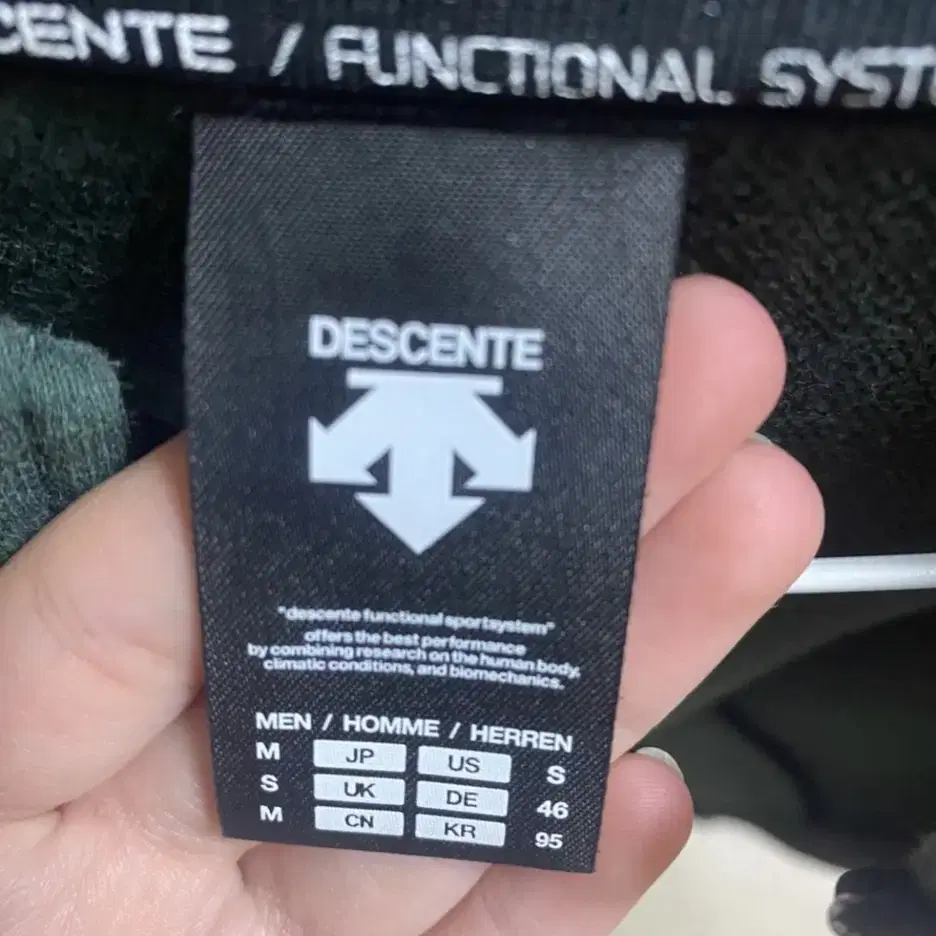 CENTE / FUNCTIONAL SYST
DESCENTE
"descente functional sportsystem"
offers the best performance
by combining research on the human body,
climatic conditions, and biomechanics.
MEN / HOMME / HERREN
M JP US S
S UK DE 46
M CN KR 95